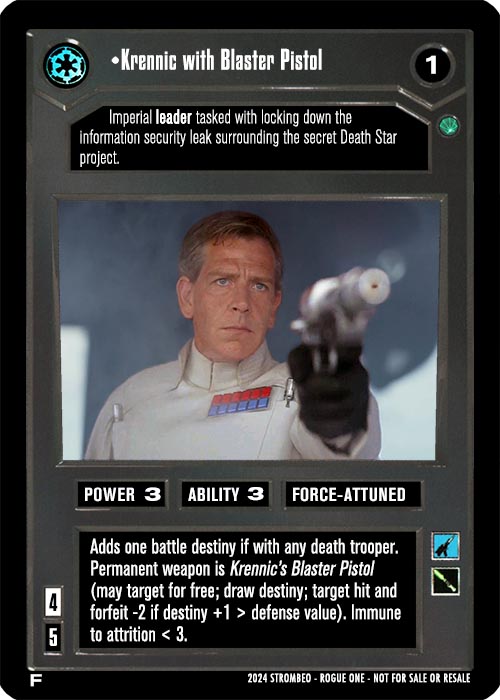 •Krennic with Blaster Pistol
1
Imperial leader tasked with locking down the
information security leak surrounding the secret Death Star
project.
POWER 3
ABILITY 3
FORCE-ATTUNED
Adds one battle destiny if with any death trooper.
Permanent weapon is Krennic's Blaster Pistol
(may target for free; draw destiny; target hit and
forfeit -2 if destiny +1 > defense value). Immune
to attrition < 3.
4
5
F
2024 STROMBEO - ROGUE ONE - NOT FOR SALE OR RESALE